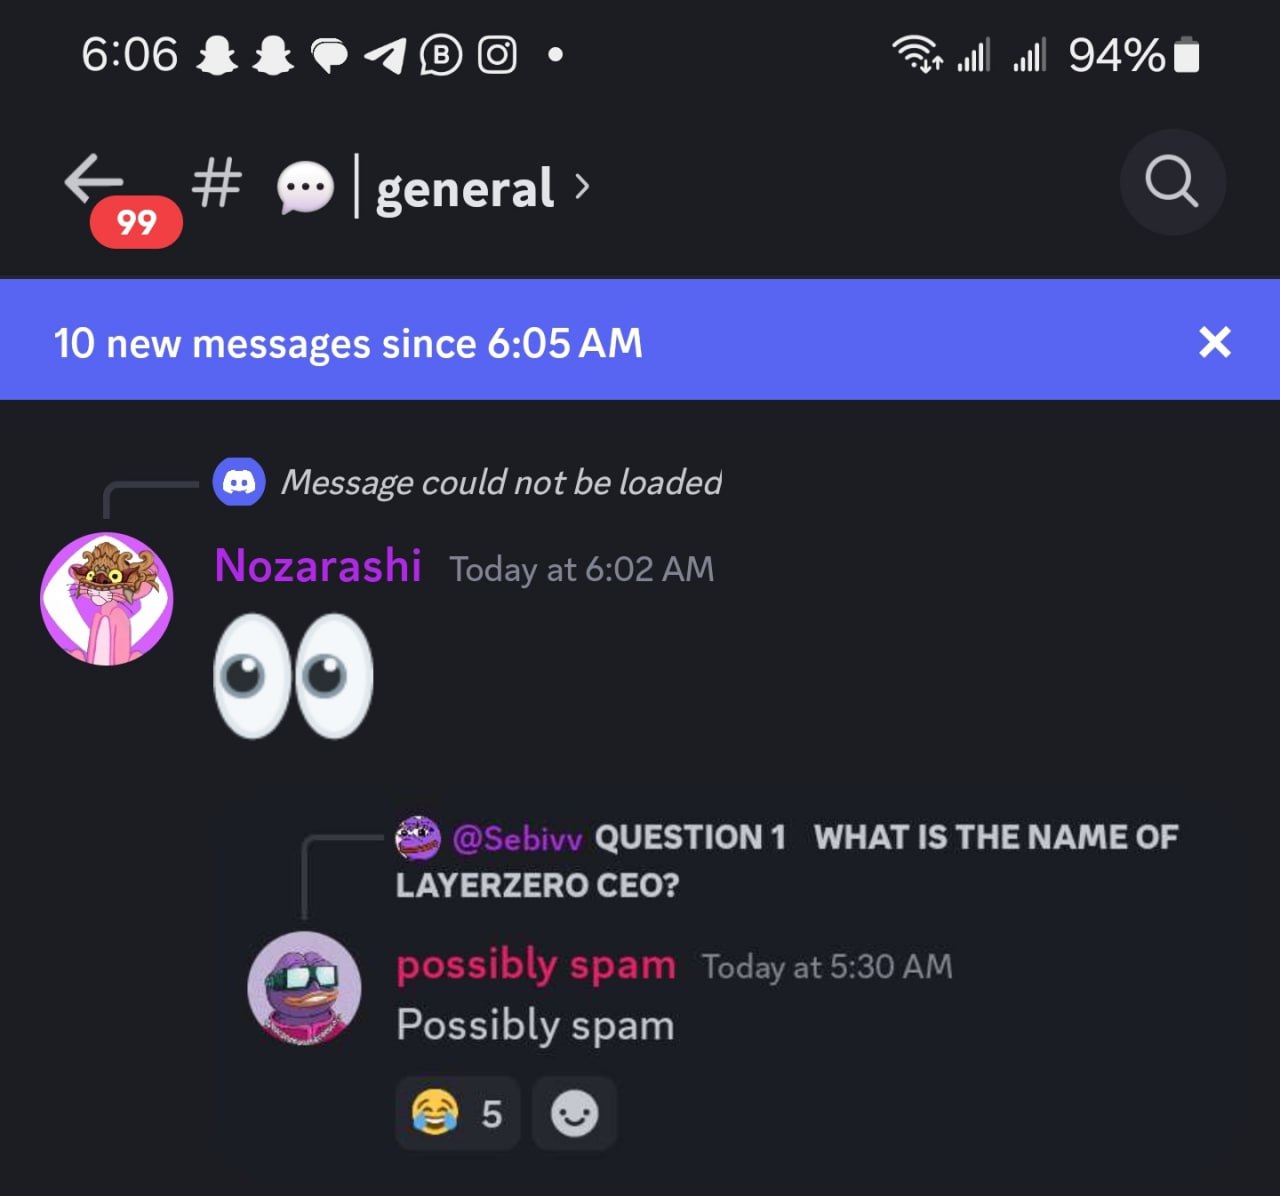 6:06 B 94%
99 # | general >
10 new messages since 6:05 AM
Message could not be loaded
Nozarashi Today at 6:02 AM
@Sebivv QUESTION 1 WHAT IS THE NAME OF
LAYERZERO CEO?
possibly spam Today at 5:30 AM
Possibly spam
5